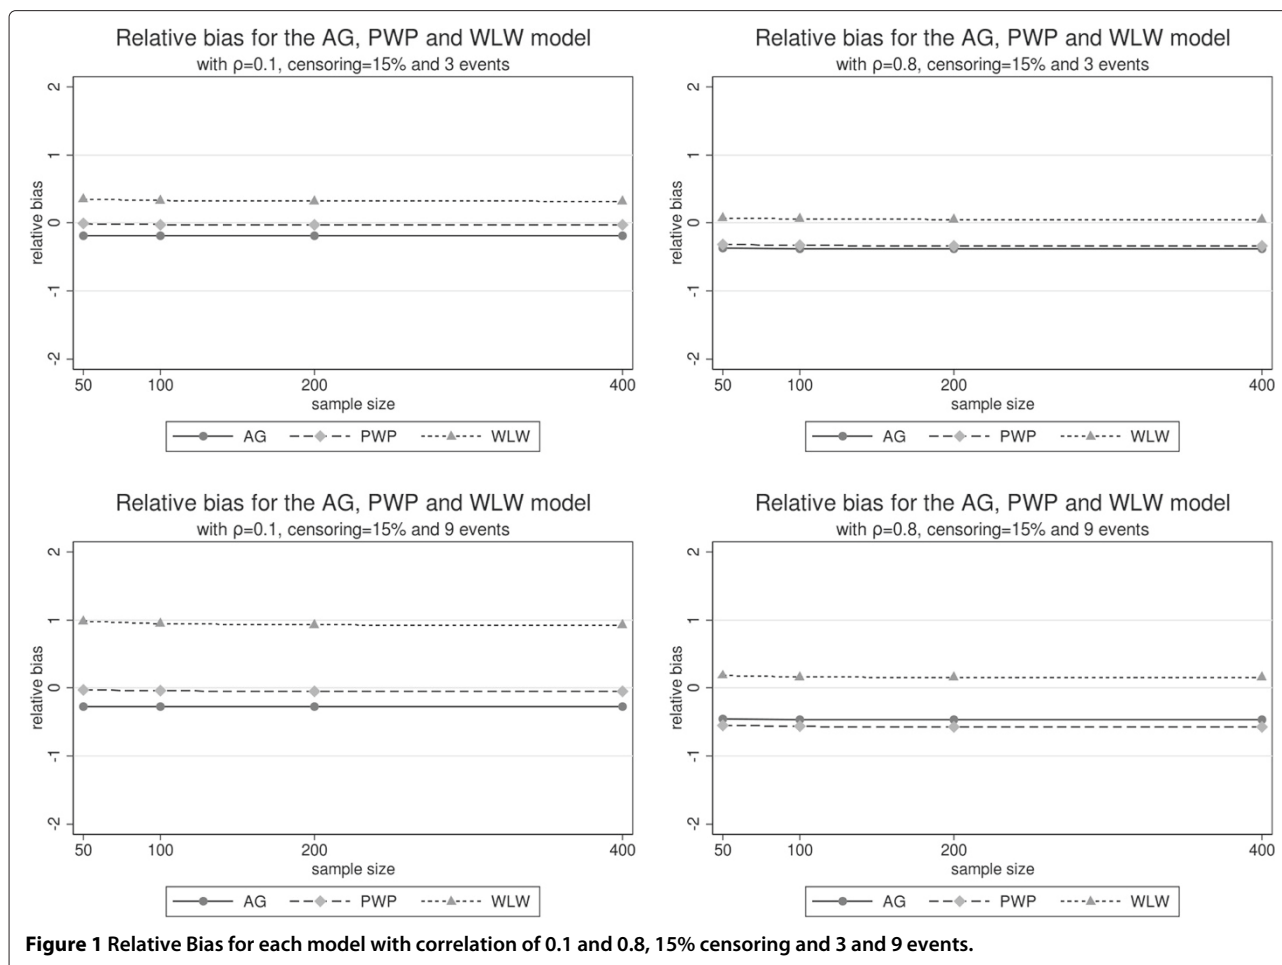 Relative bias for the AG, PWP and WLW model
with ρ=0.1, censoring=15% and 3 events
relative bias
2
1
0
-1
-2
50 100 200 400
sample size
AG PWP WLW
Relative bias for the AG, PWP and WLW model
with ρ=0.8, censoring=15% and 3 events
relative bias
2
1
0
-1
-2
50 100 200 400
sample size
AG PWP WLW
Relative bias for the AG, PWP and WLW model
with ρ=0.1, censoring=15% and 9 events
relative bias
2
1
0
-1
-2
50 100 200 400
sample size
AG PWP WLW
Relative bias for the AG, PWP and WLW model
with ρ=0.8, censoring=15% and 9 events
relative bias
2
1
0
-1
-2
50 100 200 400
sample size
AG PWP WLW
Figure 1 Relative Bias for each model with correlation of 0.1 and 0.8, 15% censoring and 3 and 9 events.